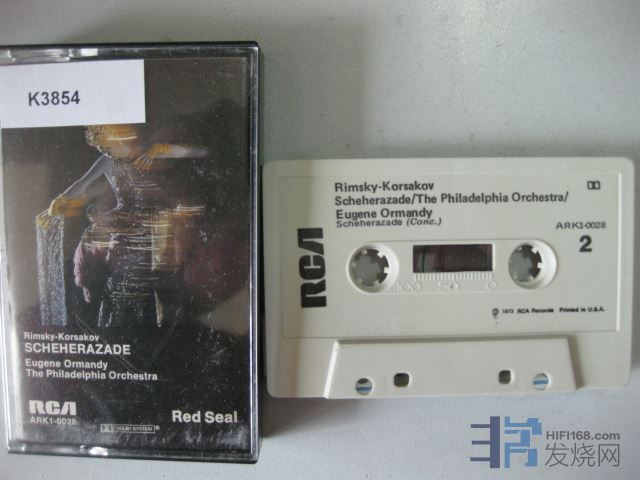 K3854
Rimsky-Korsakov
SCHEHERAZADE
Eugene Ormandy
The Philadelphia Orchestra
RCA
ARK1-0028
DOLBY SYSTEM®
Red Seal
Rimsky-Korsakov
Scheherazade/The Philadelphia Orchestra/
Eugene Ormandy
Scheherazade (Conc.)
ARK1-0028
2
RCA
100 50 0
℗ 1973 RCA Records Printed in U.S.A.
HIFI168.com
发烧网